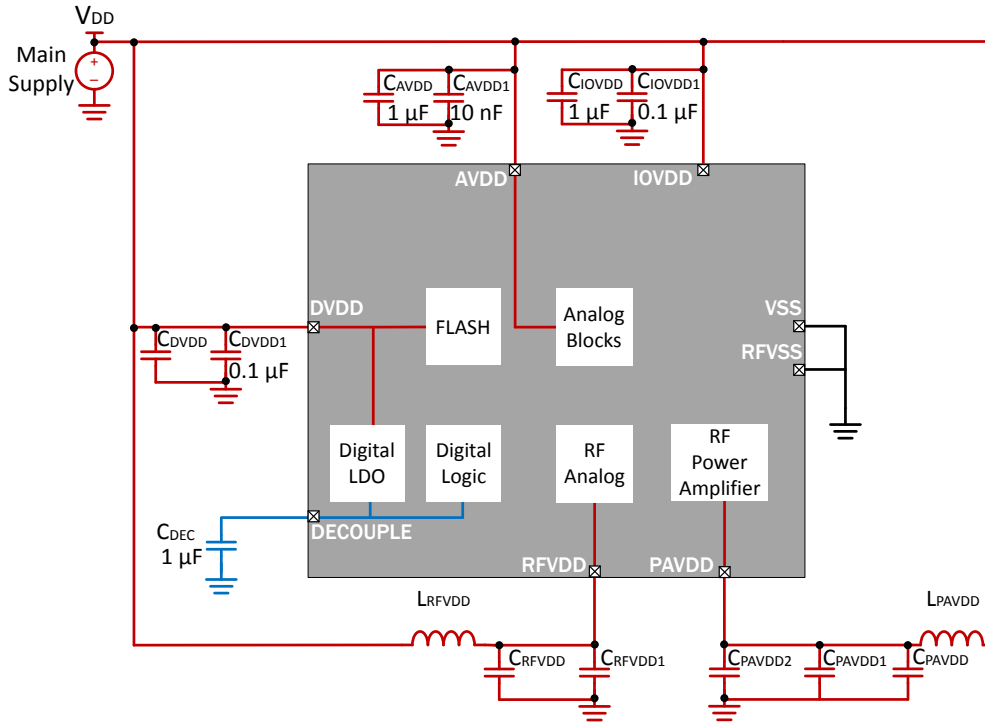 VDD
Main
Supply
+
−
CAVDD
1 µF
CAVDD1
10 nF
CIOVDD
1 µF
CIOVDD1
0.1 µF
AVDD
IOVDD
DVDD
FLASH
Analog
Blocks
VSS
RFVSS
CDVDD
CDVDD1
0.1 µF
Digital
LDO
Digital
Logic
RF
Analog
RF
Power
Amplifier
CDEC
1 µF
DECOUPLE
RFVDD
PAVDD
LRFVDD
LPAVDD
CRFVDD
CRFVDD1
CPAVDD2
CPAVDD1
CPAVDD